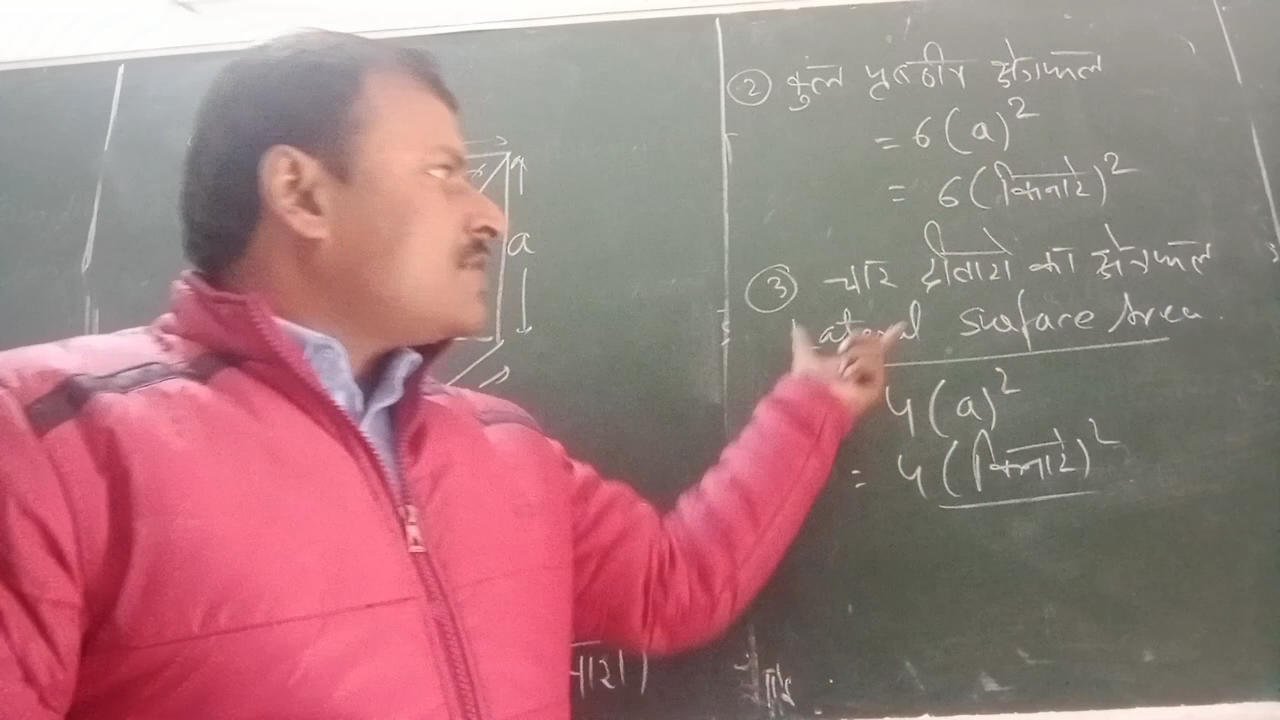 a
② कुल पृष्ठीय क्षेत्रफल
= 6 (a)²
= 6 (किनारे)²
③ चार दीवारों का क्षेत्रफल
Lateral Surface Area.
4 (a)²
= 4 (किनारे)²